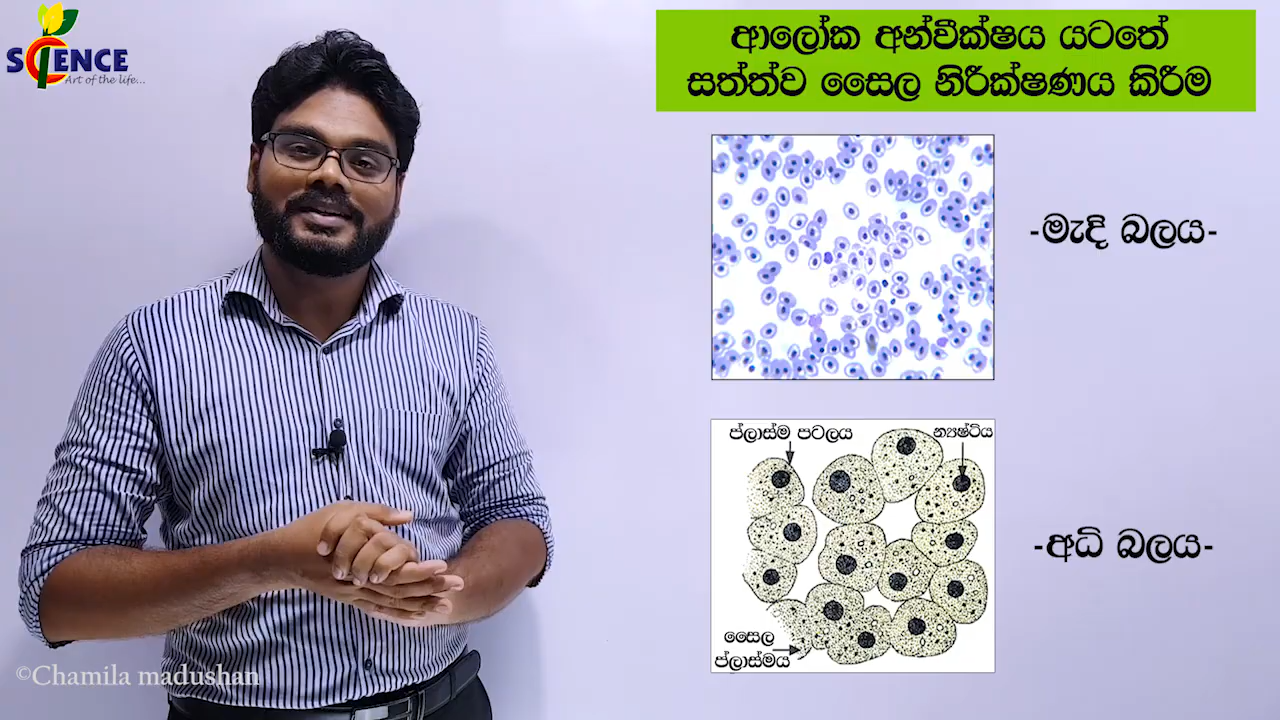 SCIENCE
Art of the life...
ආලෝක අන්වීක්ෂය යටතේ
සත්ත්ව සෛල නිරීක්ෂණය කිරීම
-මැදි බලය-
ප්ලාස්ම පටලය
න්‍යෂ්ටිය
-අධි බලය-
සෛල
ප්ලාස්මය
©Chamila madushan